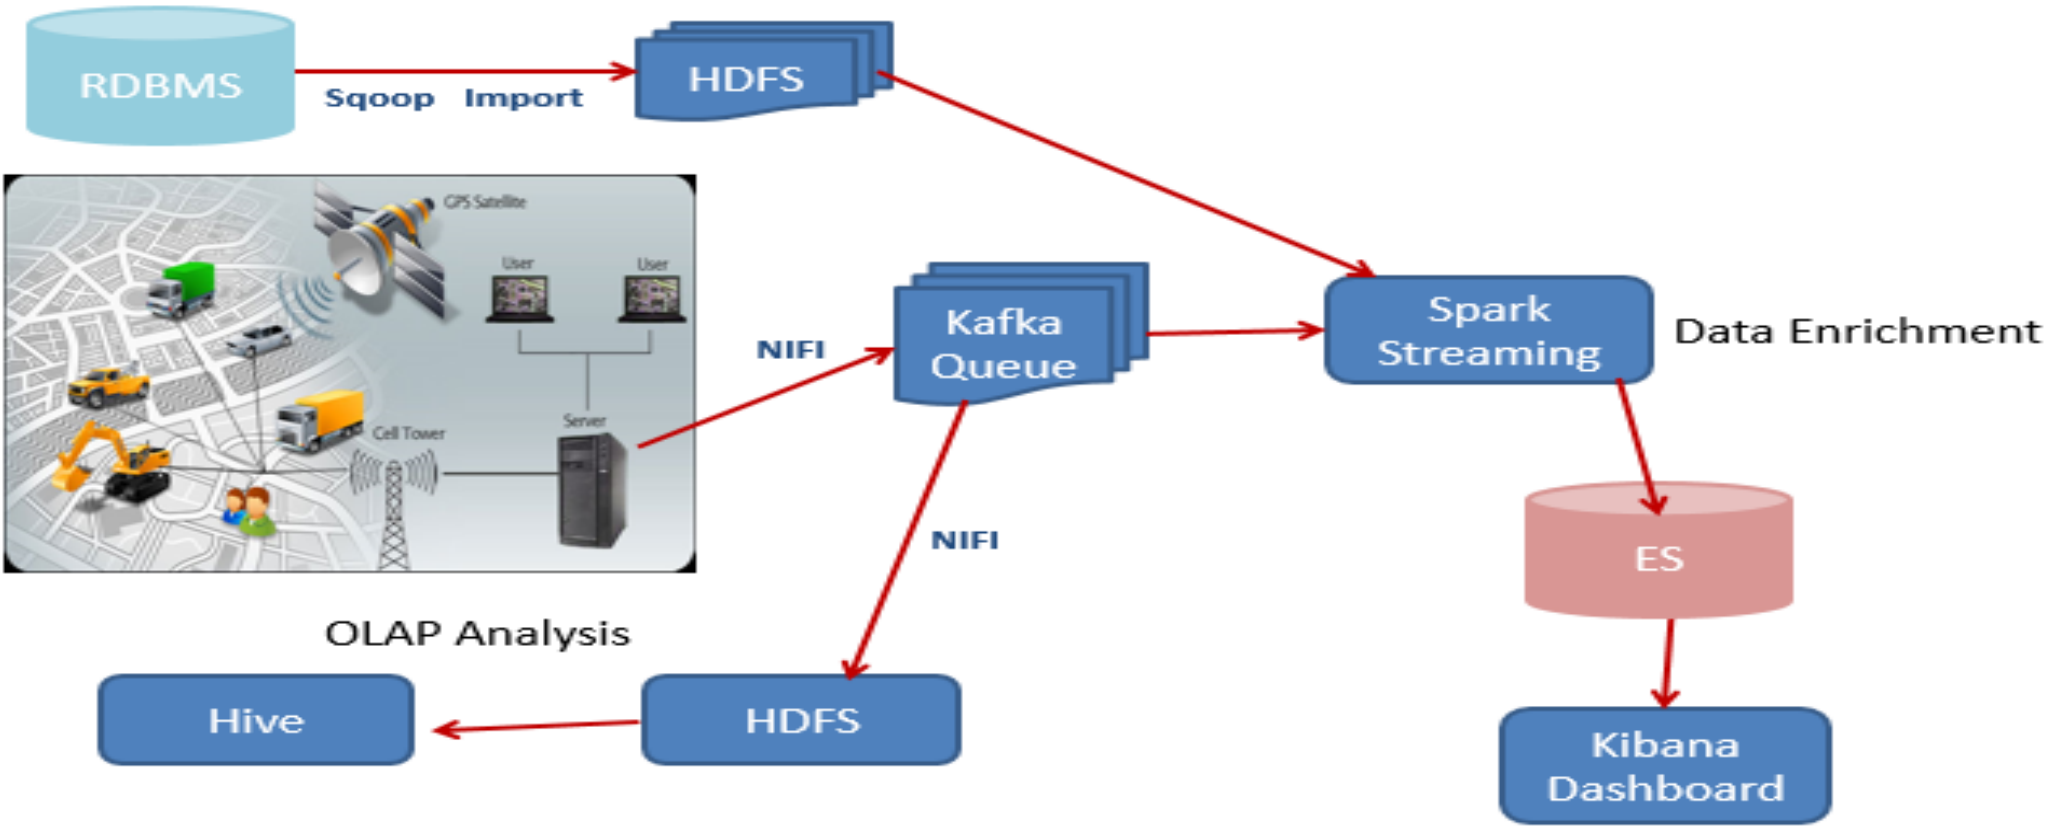 RDBMS
Sqoop Import
HDFS
GPS Satellite
User
User
Server
Cell Tower
NIFI
Kafka
Queue
Spark
Streaming
Data Enrichment
NIFI
ES
OLAP Analysis
Hive
HDFS
Kibana
Dashboard